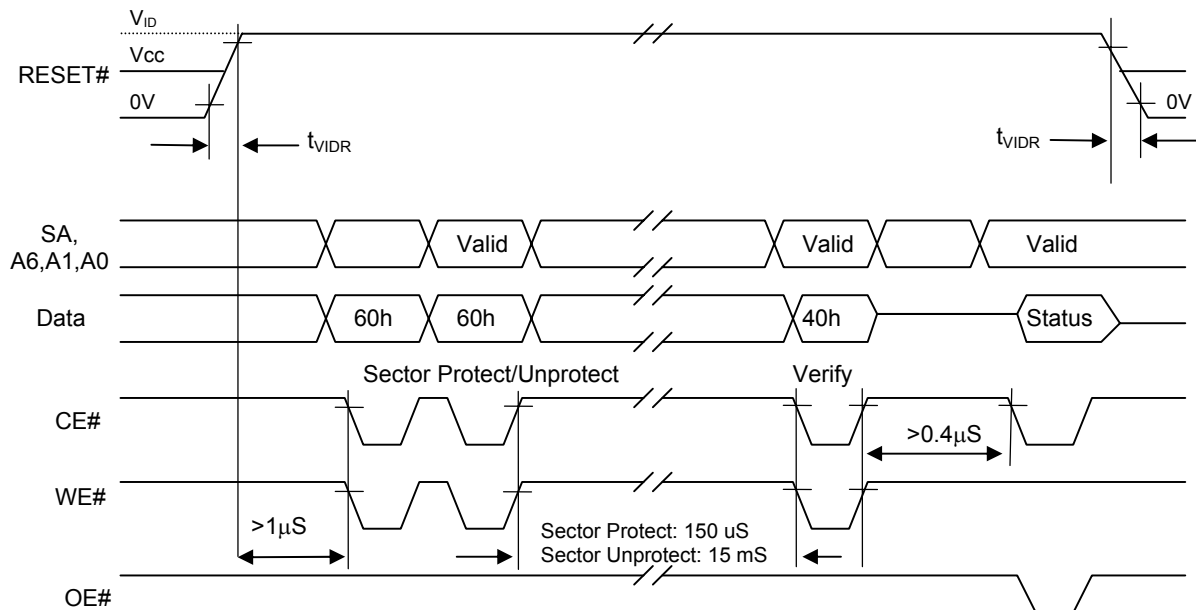 VID
Vcc
RESET#
0V
0V
tVIDR
tVIDR
SA,
A6,A1,A0
Valid
Valid
Valid
Data
60h
60h
40h
Status
Sector Protect/Unprotect
Verify
CE#
>0.4μS
WE#
>1μS
Sector Protect: 150 uS
Sector Unprotect: 15 mS
OE#